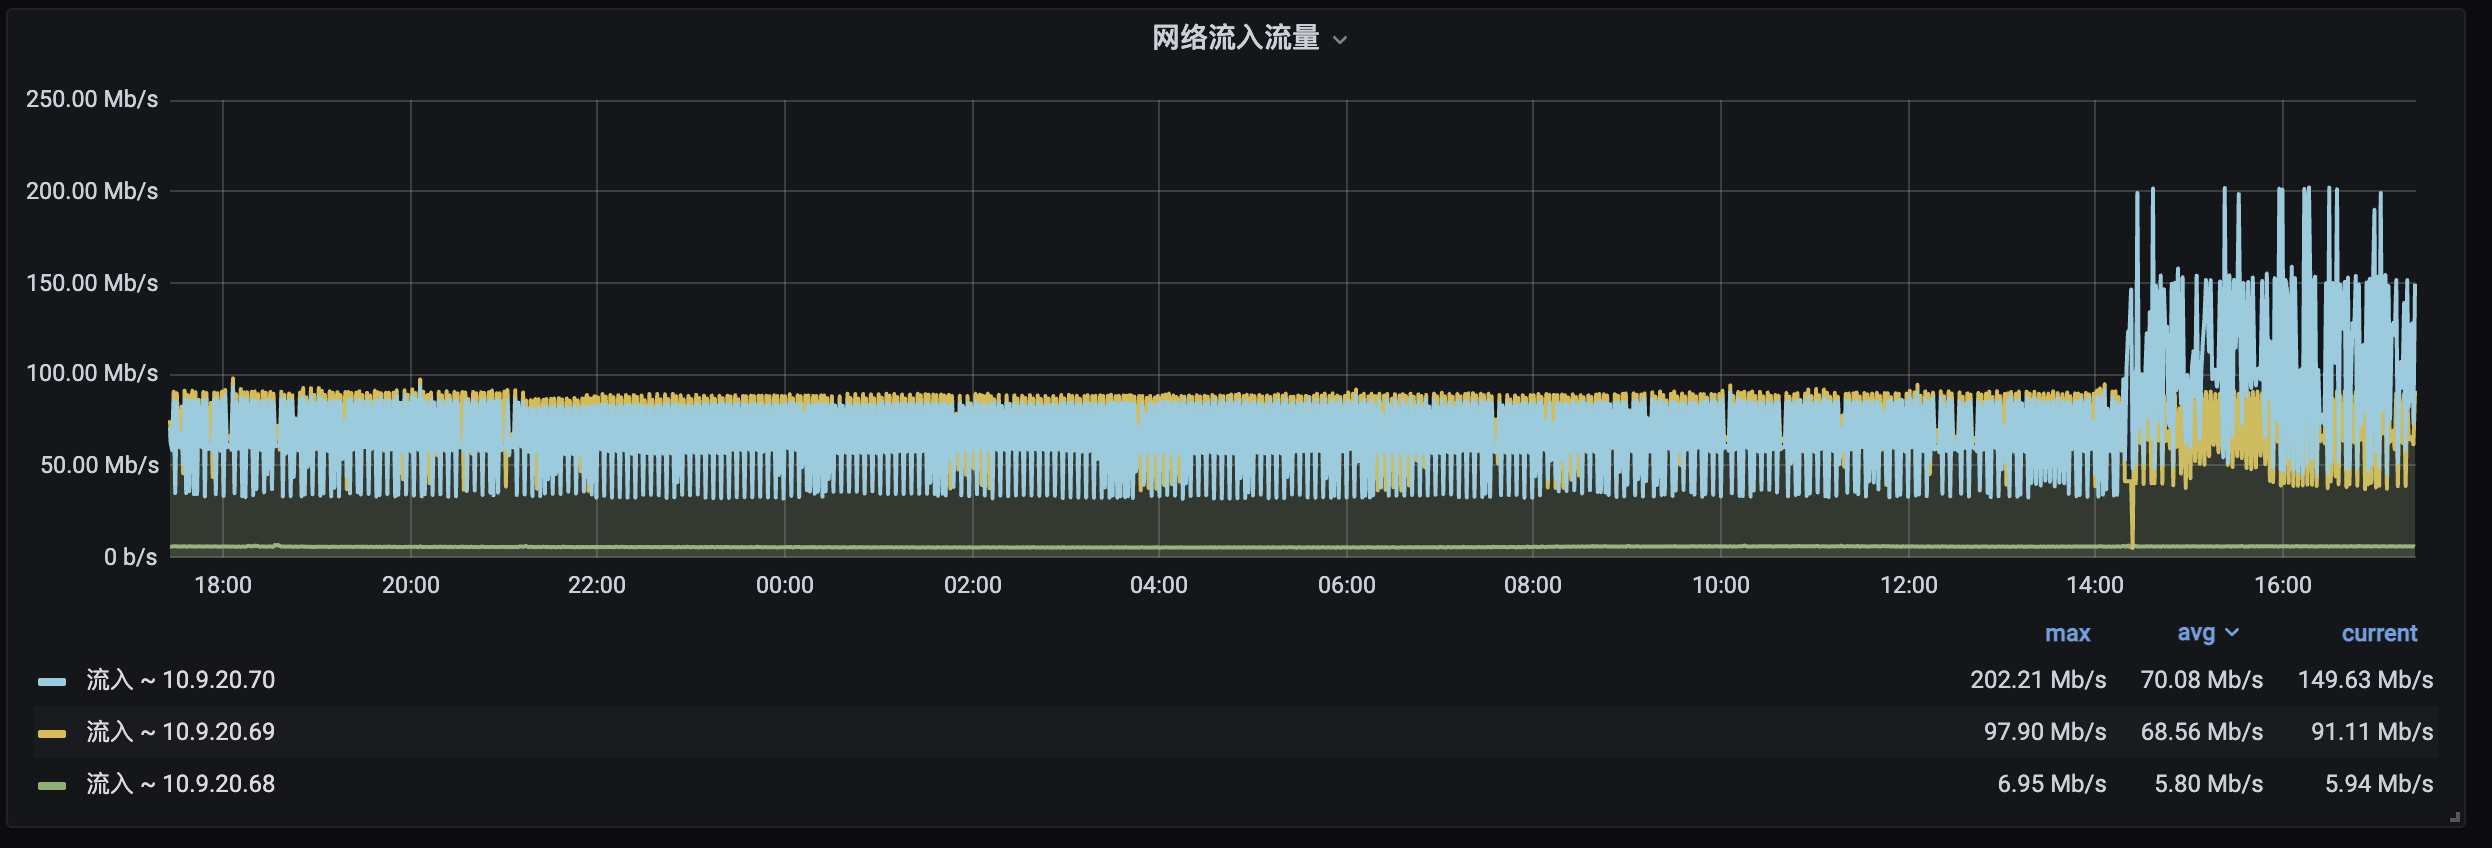 网络流入流量
250.00 Mb/s
200.00 Mb/s
150.00 Mb/s
100.00 Mb/s
50.00 Mb/s
0 b/s
18:00 20:00 22:00 00:00 02:00 04:00 06:00 08:00 10:00 12:00 14:00 16:00
max avg current
流入 ~ 10.9.20.70 202.21 Mb/s 70.08 Mb/s 149.63 Mb/s
流入 ~ 10.9.20.69 97.90 Mb/s 68.56 Mb/s 91.11 Mb/s
流入 ~ 10.9.20.68 6.95 Mb/s 5.80 Mb/s 5.94 Mb/s